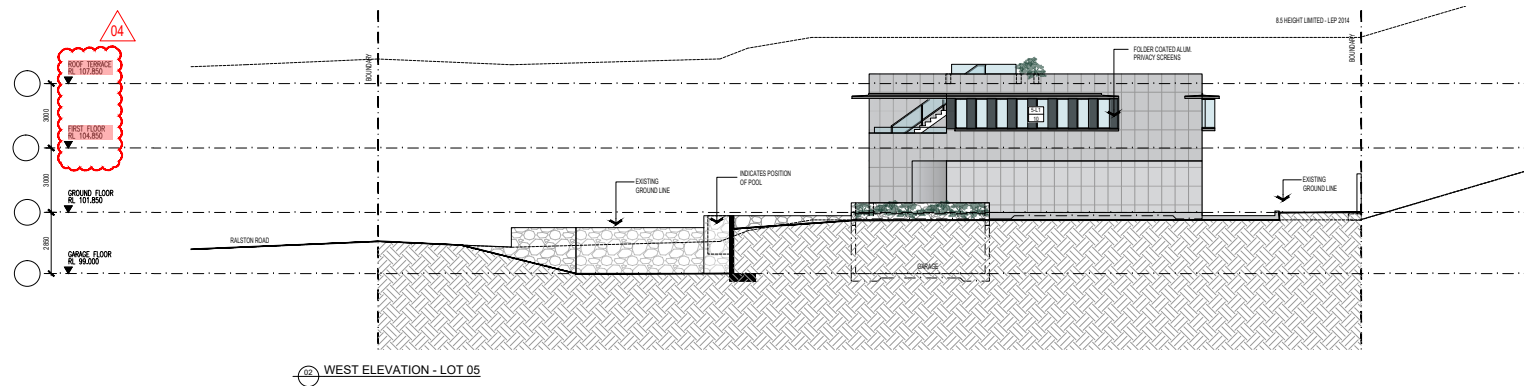 04
8.5 HEIGHT LIMITED - LEP 2014
BOUNDARY
BOUNDARY
FOLDER COATED ALUM.
PRIVACY SCREENS
ROOF TERRACE
RL 107.850
3000
FIRST FLOOR
RL 104.850
3000
GROUND FLOOR
RL 101.850
2850
GARAGE FLOOR
RL 99.000
RALSTON ROAD
EXISTING
GROUND LINE
INDICATES POSITION
OF POOL
S-L1
10
EXISTING
GROUND LINE
GARAGE
02 WEST ELEVATION - LOT 05